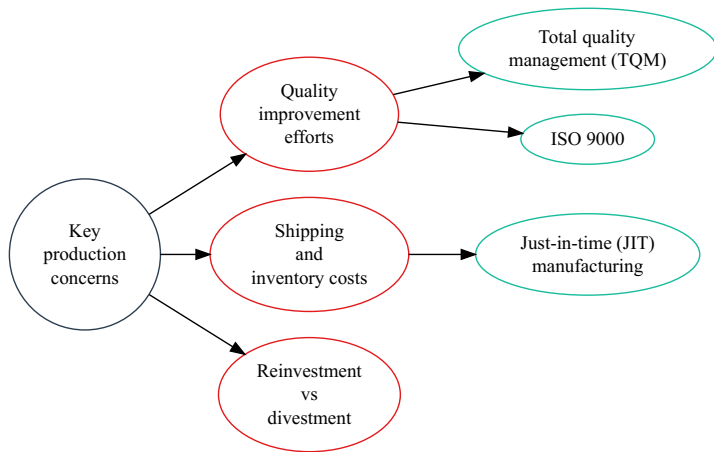 Key
production
concerns
Quality
improvement
efforts
Total quality
management (TQM)
ISO 9000
Shipping
and
inventory costs
Just-in-time (JIT)
manufacturing
Reinvestment
vs
divestment